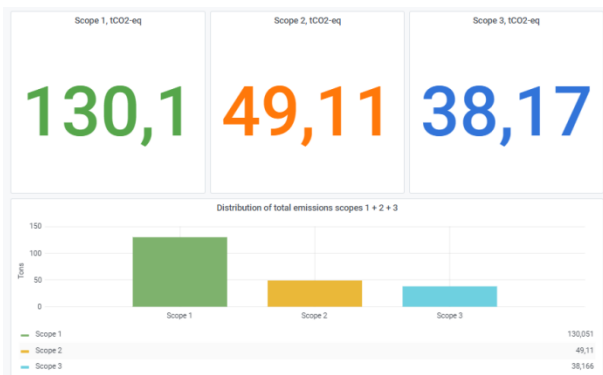 Scope 1, tCO2-eq
Scope 2, tCO2-eq
Scope 3, tCO2-eq
130,1
49,11
38,17
Distribution of total emissions scopes 1 + 2 + 3
Tons
150
100
50
0
Scope 1
Scope 2
Scope 3
Scope 1 130,051
Scope 2 49,11
Scope 3 38,166